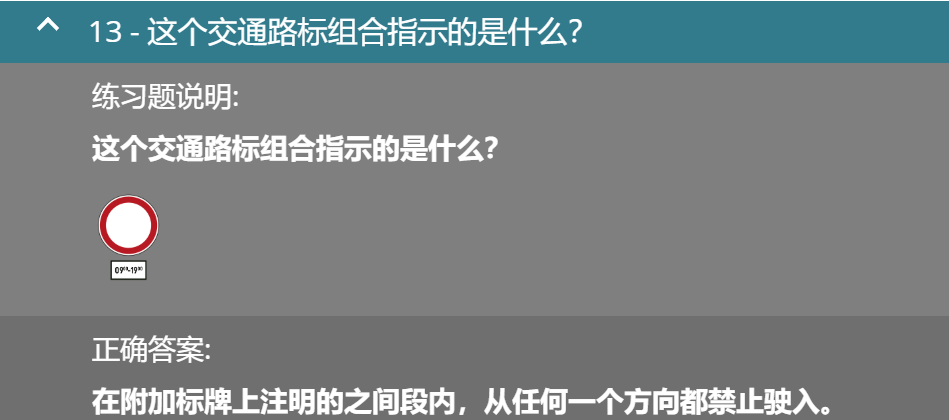 13 - 这个交通路标组合指示的是什么?
练习题说明:
这个交通路标组合指示的是什么?
09⁰⁰-19⁰⁰
正确答案:
在附加标牌上注明的之间段内，从任何一个方向都禁止驶入。